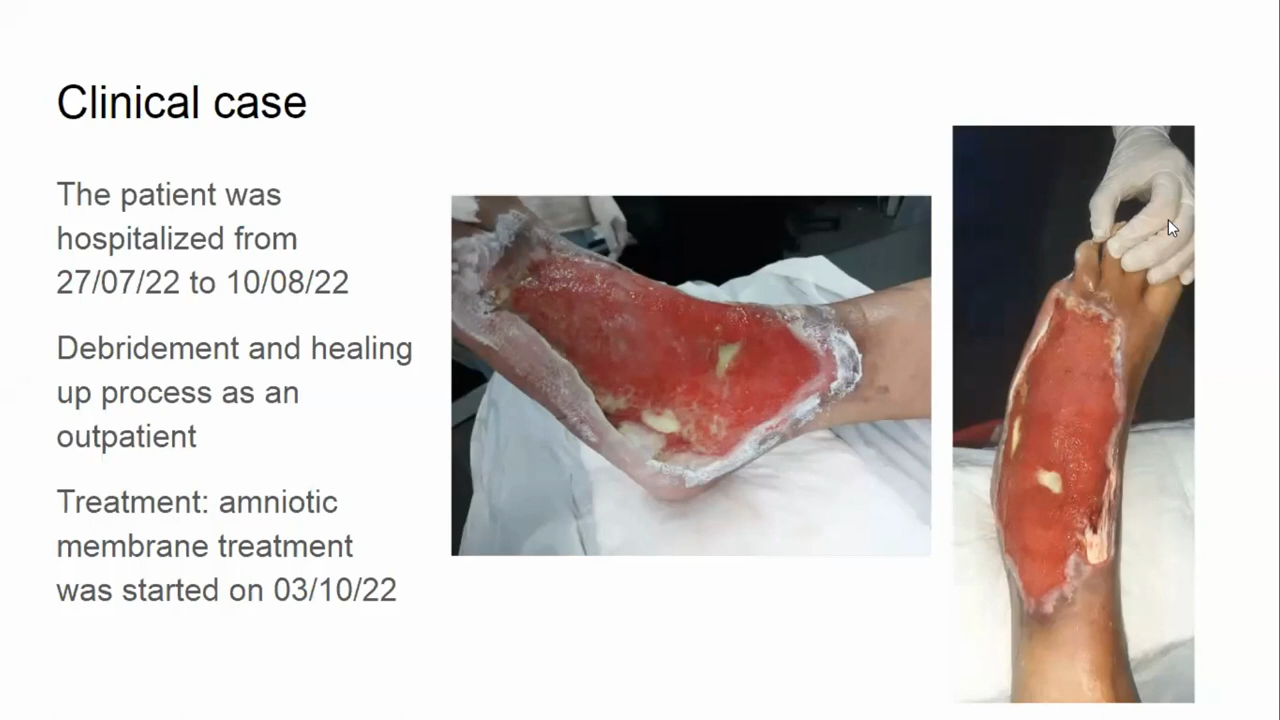 Clinical case
The patient was
hospitalized from
27/07/22 to 10/08/22
Debridement and healing
up process as an
outpatient
Treatment: amniotic
membrane treatment
was started on 03/10/22